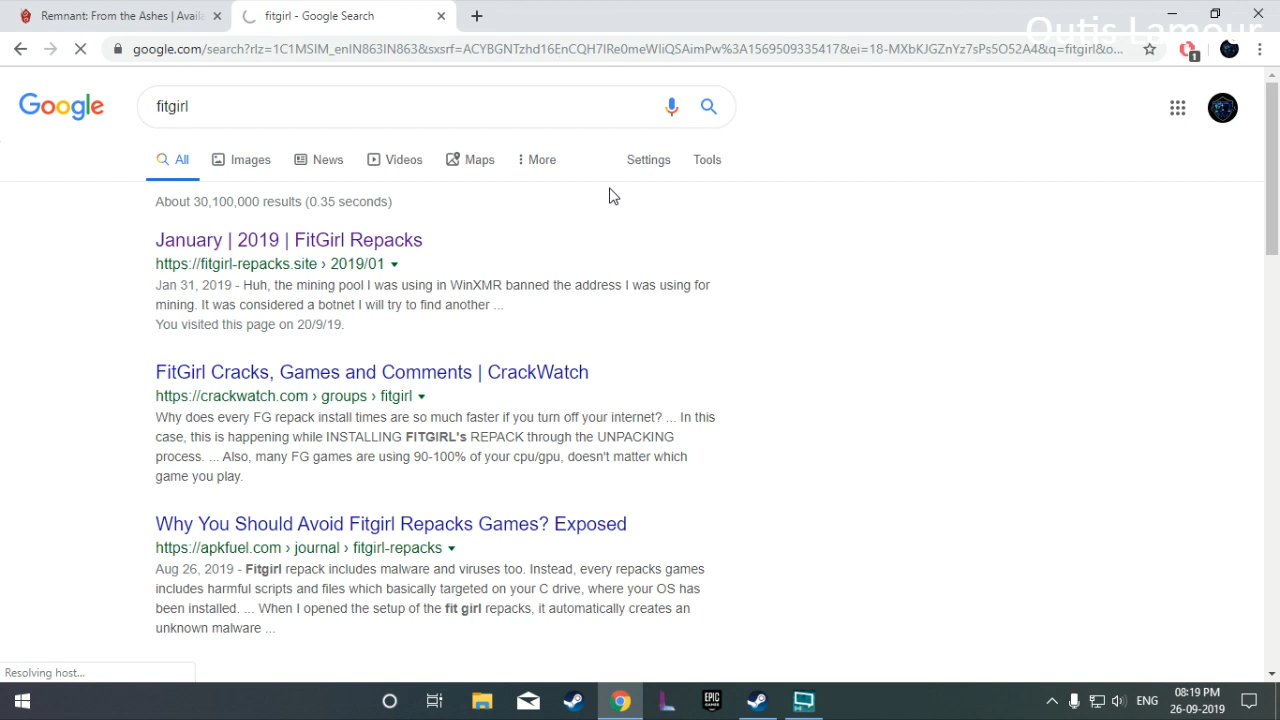 Remnant: From the Ashes | Availa
fitgirl - Google Search
Outis Lamour
google.com/search?rlz=1C1MSIM_enIN863IN863&sxsrf=ACYBGNTZhd16EnCQH7IRe0meWIiQSAimPw%3A1569509335417&ei=18-MXbKJGZnYz7sPs5O52A4&q=fitgirl&o...
1
Google
fitgirl
All Images News Videos Maps More Settings Tools
About 30,100,000 results (0.35 seconds)
January | 2019 | FitGirl Repacks
https://fitgirl-repacks.site › 2019/01
Jan 31, 2019 - Huh, the mining pool I was using in WinXMR banned the address I was using for
mining. It was considered a botnet I will try to find another ...
You visited this page on 20/9/19.
FitGirl Cracks, Games and Comments | CrackWatch
https://crackwatch.com › groups › fitgirl
Why does every FG repack install times are so much faster if you turn off your internet? ... In this
case, this is happening while INSTALLING FITGIRL's REPACK through the UNPACKING
process. ... Also, many FG games are using 90-100% of your cpu/gpu, doesn't matter which
game you play.
Why You Should Avoid Fitgirl Repacks Games? Exposed
https://apkfuel.com › journal › fitgirl-repacks
Aug 26, 2019 - Fitgirl repack includes malware and viruses too. Instead, every repacks games
includes harmful scripts and files which basically targeted on your C drive, where your OS has
been installed. ... When I opened the setup of the fit girl repacks, it automatically creates an
unknown malware ...
Resolving host...
EPIC GAMES
ENG
08:19 PM
26-09-2019